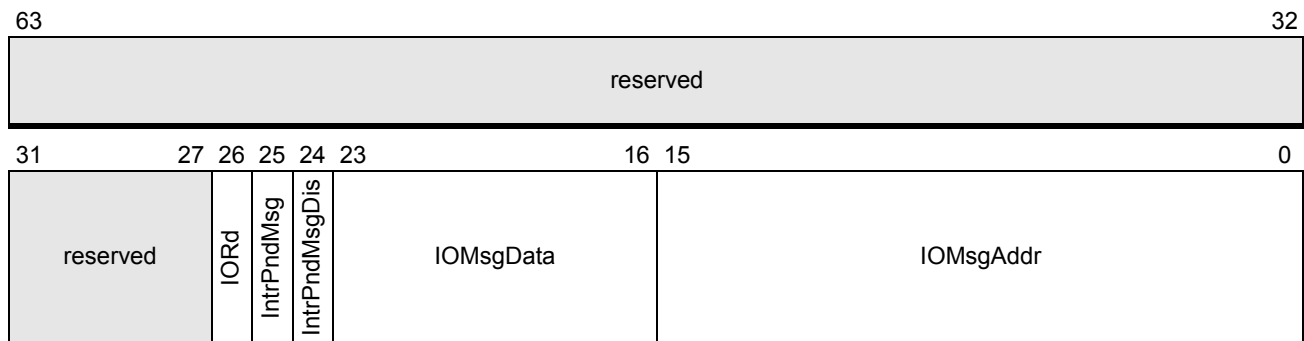 63 32
reserved
31 27 26 25 24 23 16 15 0
reserved IORd IntrPndMsg IntrPndMsgDis IOMsgData IOMsgAddr